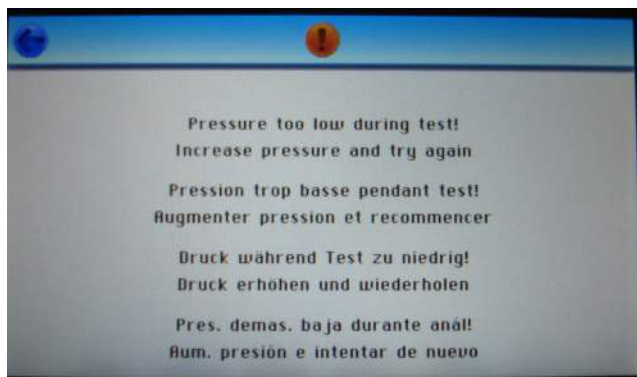 Pressure too low during test!
Increase pressure and try again
Pression trop basse pendant test!
Augmenter pression et recommencer
Druck während Test zu niedrig!
Druck erhöhen und wiederholen
Pres. demas. baja durante anál!
Aum. presión e intentar de nuevo